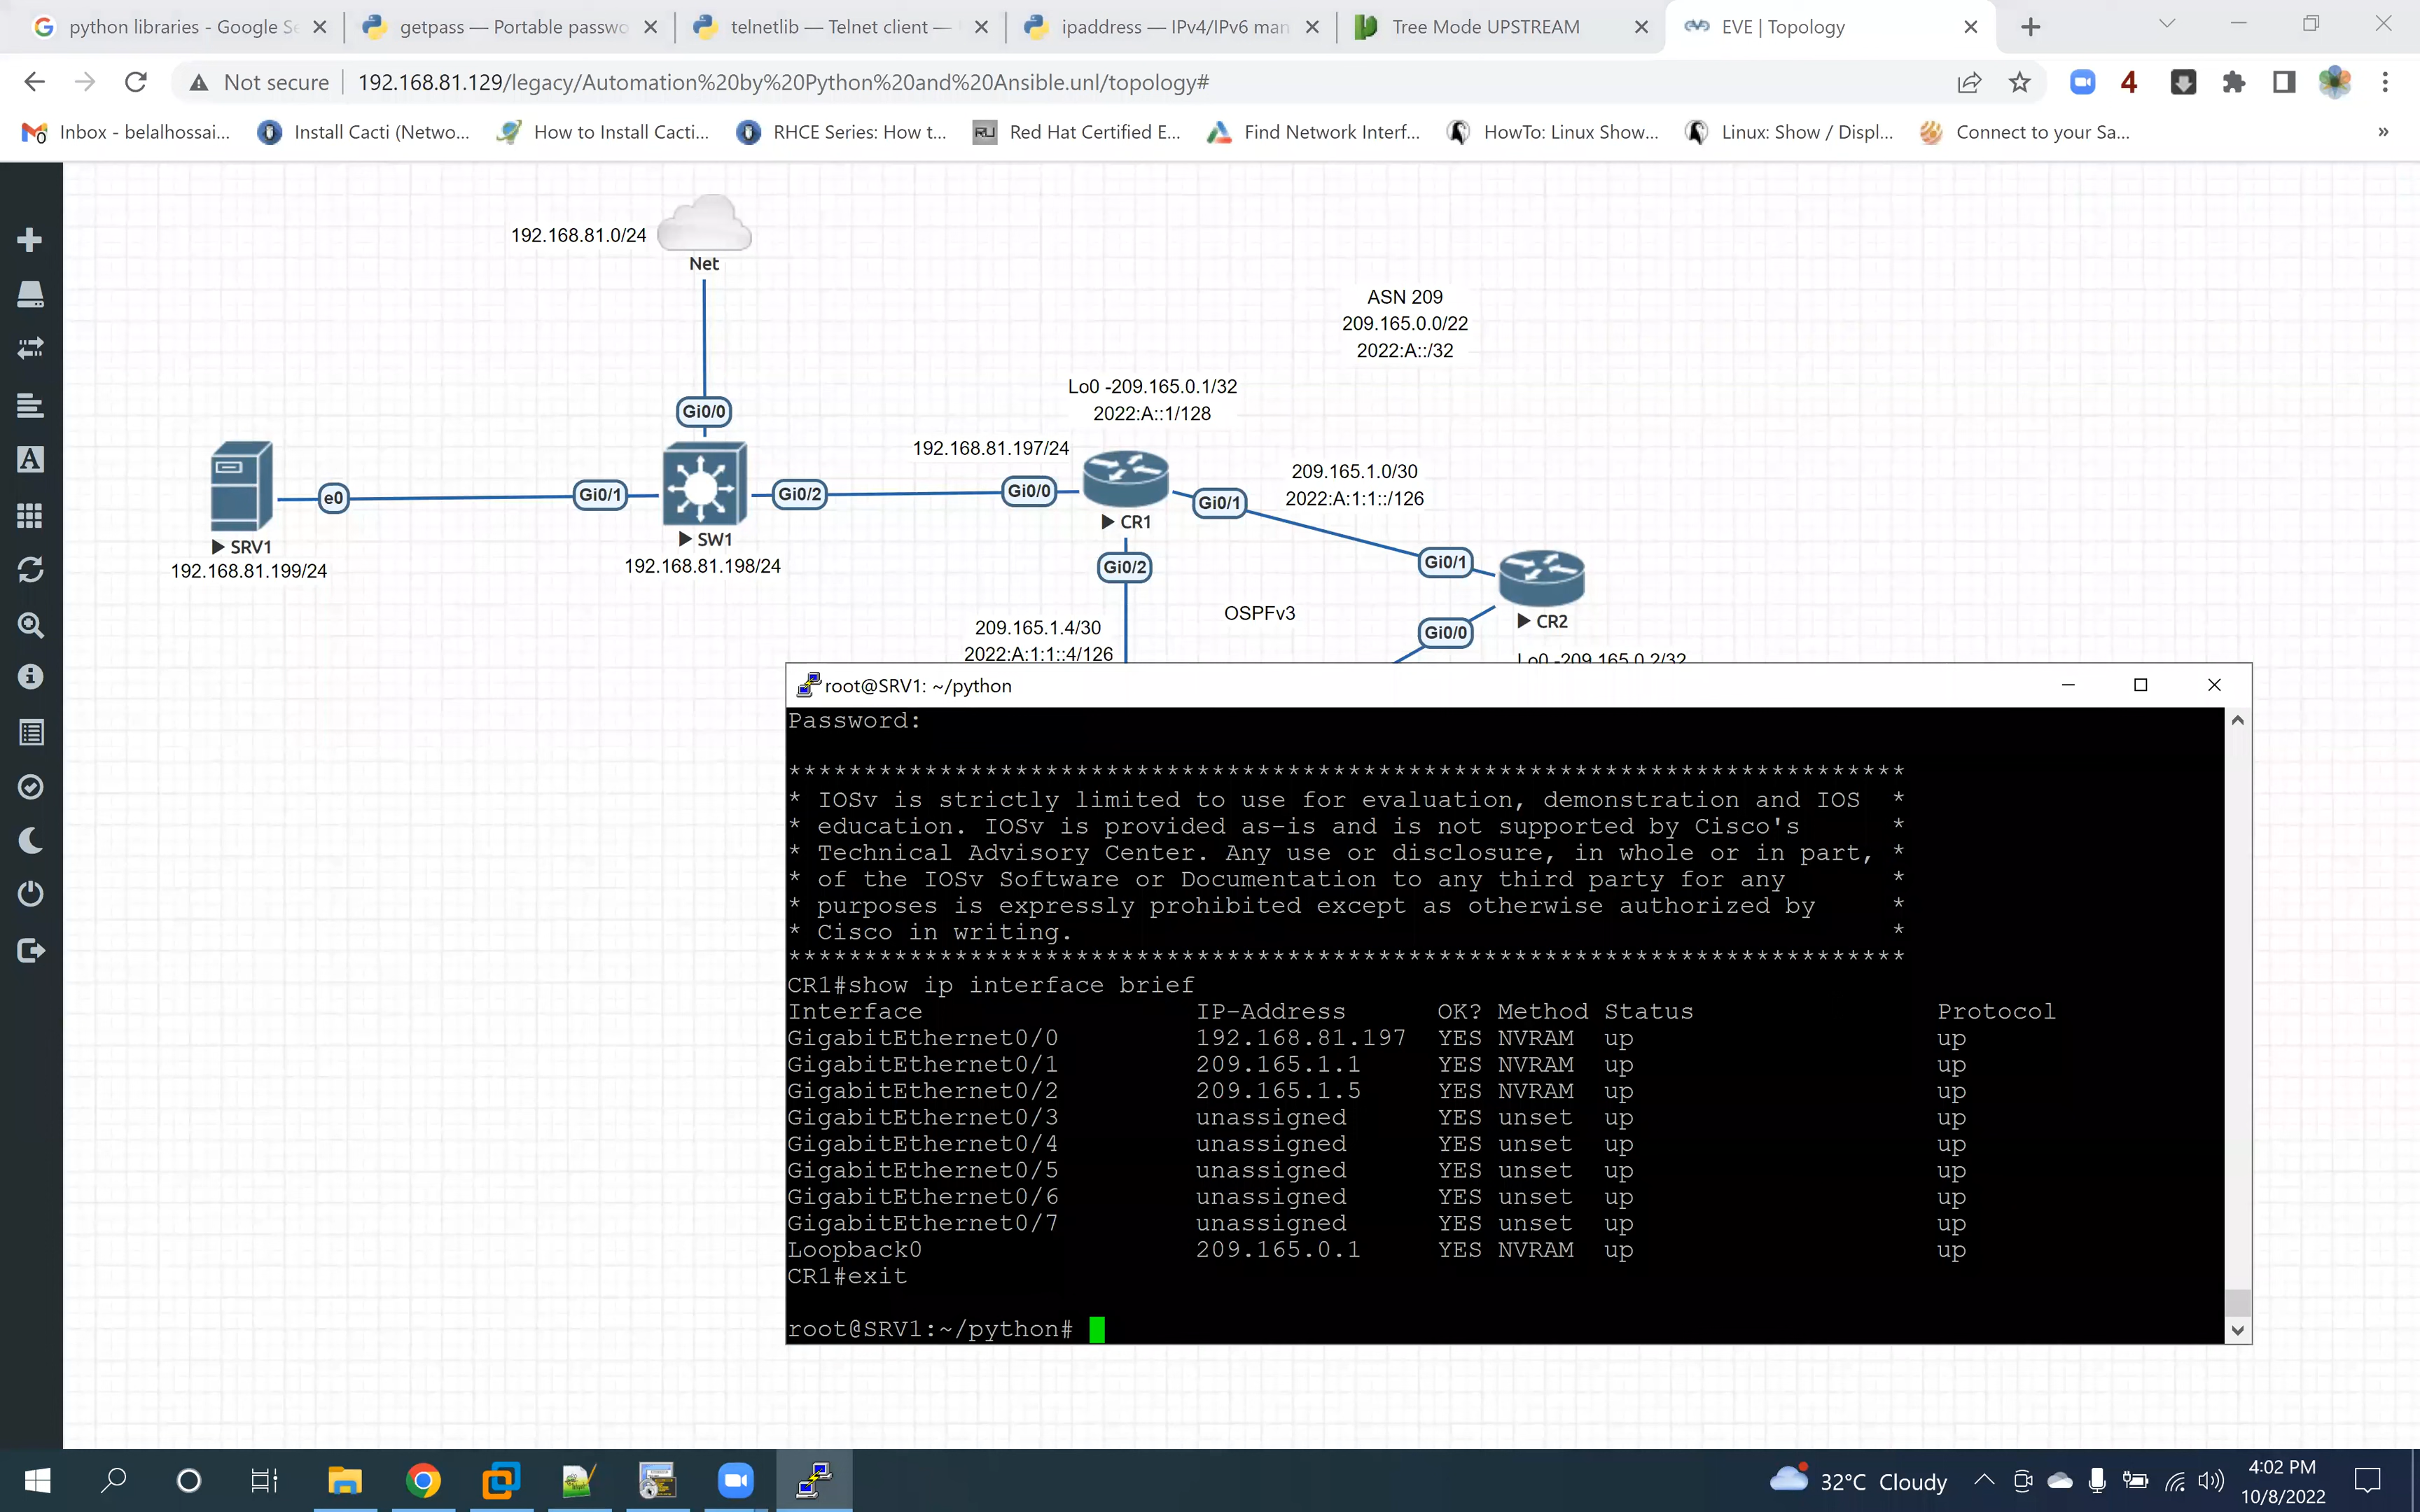 python libraries - Google Se
getpass — Portable passwo
telnetlib — Telnet client —
ipaddress — IPv4/IPv6 man
Tree Mode UPSTREAM
EVE | Topology
Not secure
192.168.81.129/legacy/Automation%20by%20Python%20and%20Ansible.unl/topology#
4
Inbox - belalhossai...
Install Cacti (Netwo...
How to Install Cacti...
RHCE Series: How t...
RU
Red Hat Certified E...
Find Network Interf...
HowTo: Linux Show...
Linux: Show / Displ...
Connect to your Sa...
»
192.168.81.0/24
Net
ASN 209
209.165.0.0/22
2022:A::/32
Lo0 -209.165.0.1/32
2022:A::1/128
Gi0/0
192.168.81.197/24
209.165.1.0/30
2022:A:1:1::/126
e0
Gi0/1
Gi0/2
Gi0/0
Gi0/1
CR1
SW1
SRV1
192.168.81.198/24
192.168.81.199/24
Gi0/2
Gi0/1
OSPFv3
CR2
209.165.1.4/30
2022:A:1:1::4/126
Gi0/0
Lo0 -209.165.0.2/32
root@SRV1: ~/python
Password:
**************************************************************************
* IOSv is strictly limited to use for evaluation, demonstration and IOS  *
* education. IOSv is provided as-is and is not supported by Cisco's      *
* Technical Advisory Center. Any use or disclosure, in whole or in part, *
* of the IOSv Software or Documentation to any third party for any       *
* purposes is expressly prohibited except as otherwise authorized by     *
* Cisco in writing.                                                      *
**************************************************************************
CR1#show ip interface brief
Interface                  IP-Address      OK? Method Status                Protocol
GigabitEthernet0/0         192.168.81.197  YES NVRAM  up                    up
GigabitEthernet0/1         209.165.1.1     YES NVRAM  up                    up
GigabitEthernet0/2         209.165.1.5     YES NVRAM  up                    up
GigabitEthernet0/3         unassigned      YES unset  up                    up
GigabitEthernet0/4         unassigned      YES unset  up                    up
GigabitEthernet0/5         unassigned      YES unset  up                    up
GigabitEthernet0/6         unassigned      YES unset  up                    up
GigabitEthernet0/7         unassigned      YES unset  up                    up
Loopback0                  209.165.0.1     YES NVRAM  up                    up
CR1#exit
root@SRV1:~/python#
32°C Cloudy
4:02 PM
10/8/2022